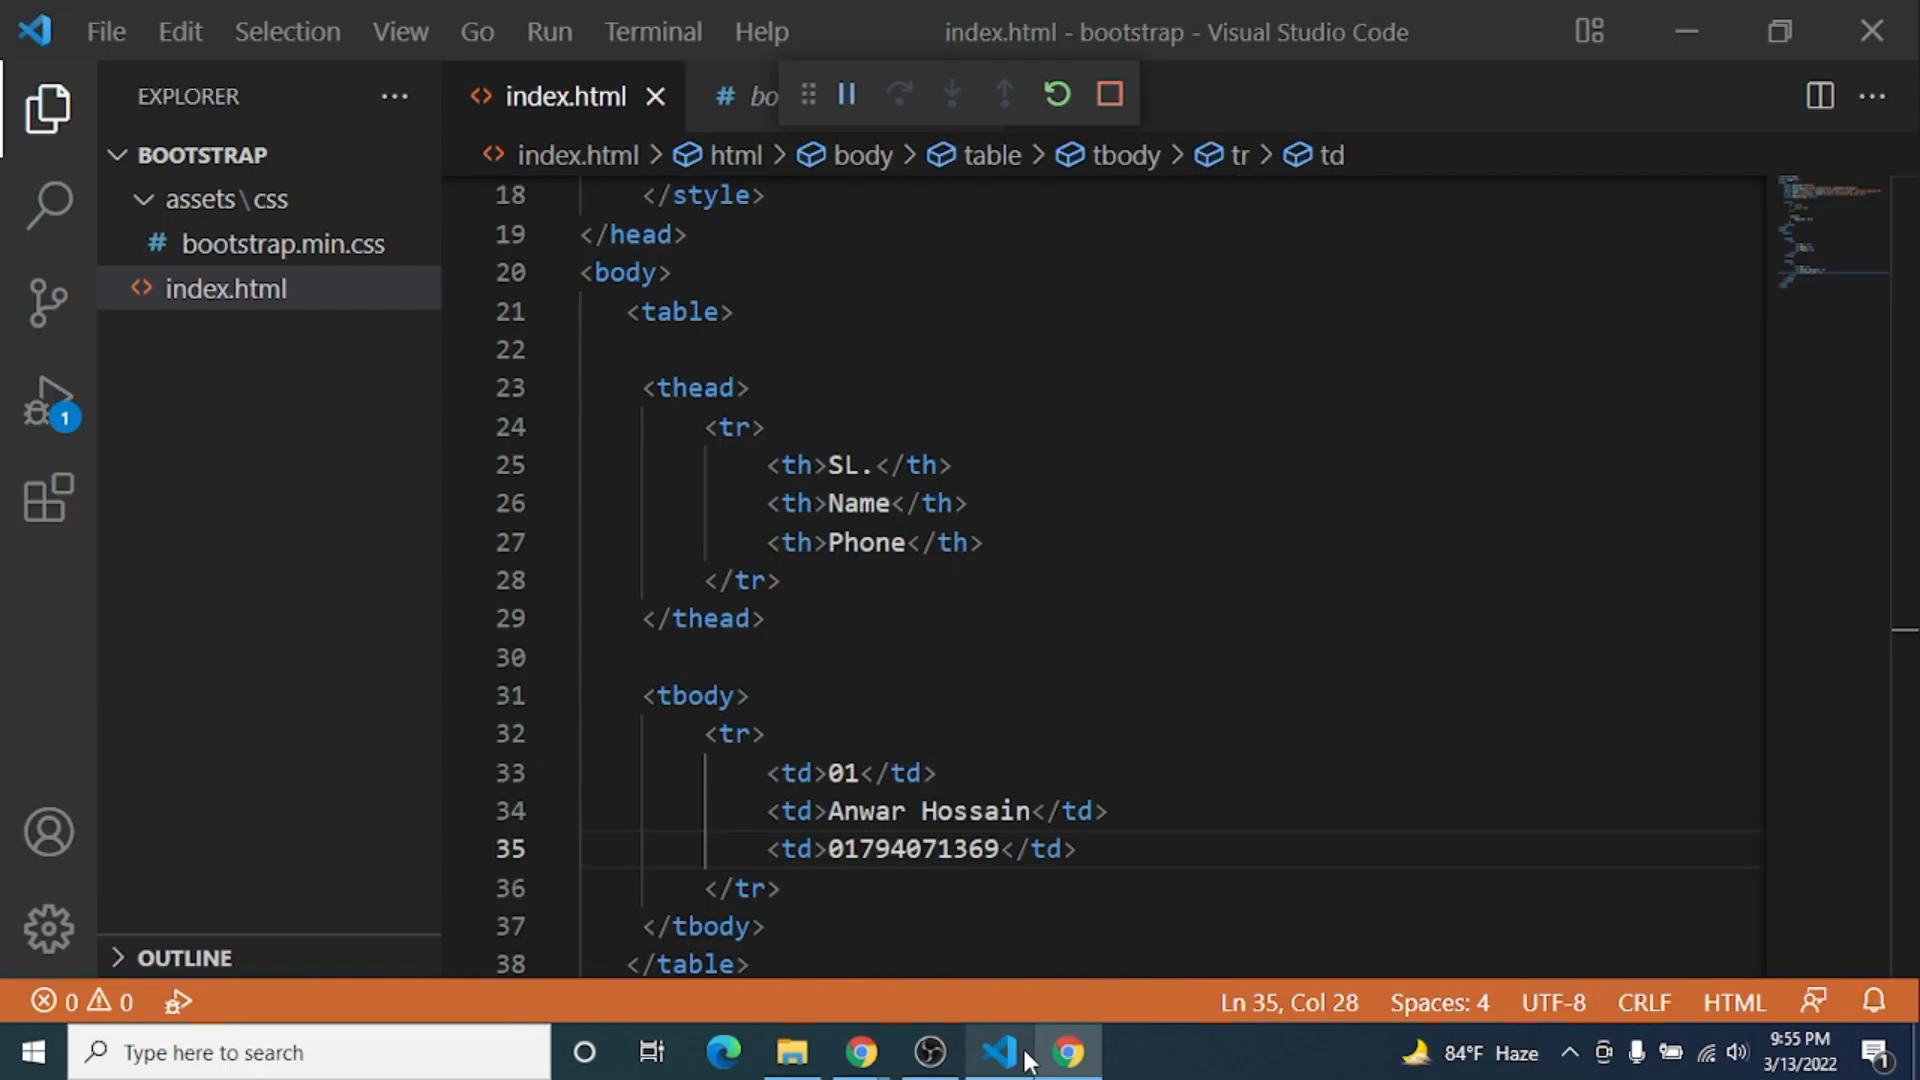 File Edit Selection View Go Run Terminal Help index.html - bootstrap - Visual Studio Code
EXPLORER ...
index.html # bo
...
BOOTSTRAP
index.html > html > body > table > tbody > tr > td
assets\css
# bootstrap.min.css
index.html
18 </style>
19 </head>
20 <body>
21 <table>
22
23 <thead>
24 <tr>
25 <th>SL.</th>
26 <th>Name</th>
27 <th>Phone</th>
28 </tr>
29 </thead>
30
31 <tbody>
32 <tr>
33 <td>01</td>
34 <td>Anwar Hossain</td>
35 <td>01794071369</td>
36 </tr>
37 </tbody>
38 </table>
1
OUTLINE
0 0 Ln 35, Col 28 Spaces: 4 UTF-8 CRLF HTML
Type here to search
84°F Haze
9:55 PM
3/13/2022
1